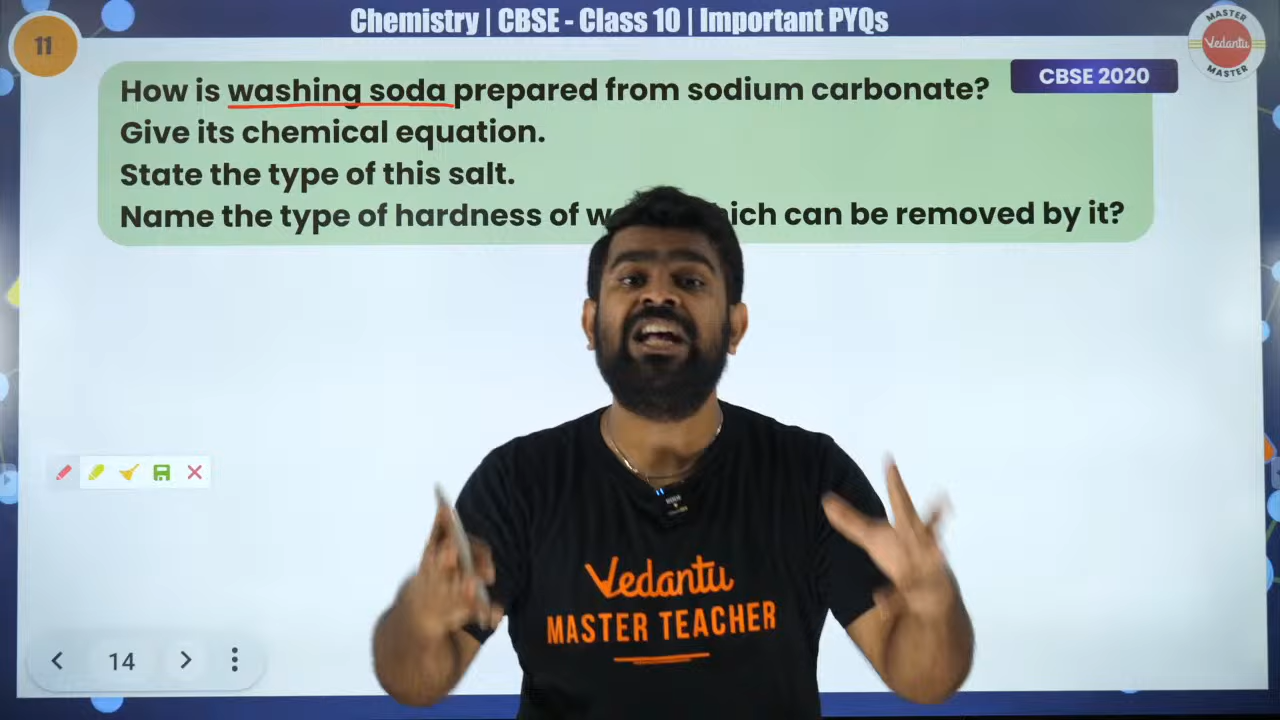 Chemistry | CBSE - Class 10 | Important PYQs
11
MASTER
Vedantu
MASTER
CBSE 2020
How is washing soda prepared from sodium carbonate?
Give its chemical equation.
State the type of this salt.
Name the type of hardness of which can be removed by it?
Vedantu
MASTER TEACHER
14